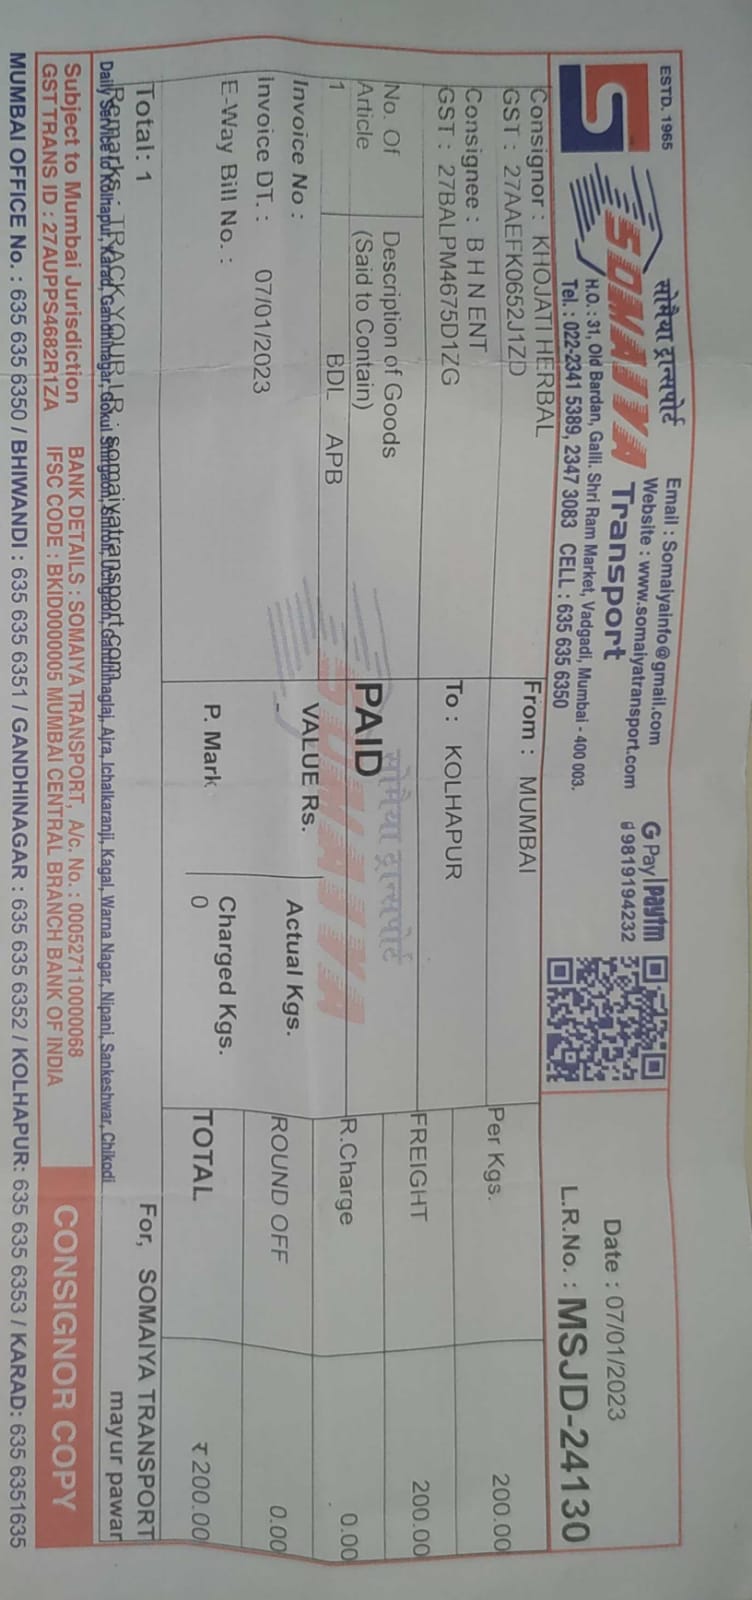 ESTD. 1965
सोमैया ट्रान्सपोर्ट
SOMAIYA
Transport
Email : Somaiyainfo@gmail.com
Website : www.somaiyatransport.com
G Pay | paytm
9819194232
H.O.: 31, Old Bardan, Galli. Shri Ram Market, Vadgadi, Mumbai - 400 003.
Tel. : 022-2341 5389, 2347 3083 CELL : 635 635 6350
Date : 07/01/2023
L.R.No. : MSJD-24130
Consignor : KHOJATI HERBAL
GST : 27AAEFK0652J1ZD
From : MUMBAI
Per Kgs. 200.00
Consignee : B H N ENT
GST : 27BALPM4675D1ZG
To : KOLHAPUR
FREIGHT 200.00
No. Of Article
Description of Goods (Said to Contain)
PAID
सोमैया ट्रान्सपोर्ट
SOMAIYA
R.Charge 0.00
1 BDL APB
VALUE Rs.
-
Actual Kgs.
ROUND OFF 0.00
Invoice No :
Invoice DT. : 07/01/2023
E-Way Bill No. :
P. Mark
Charged Kgs.
0
TOTAL ₹ 200.00
Total: 1
For, SOMAIYA TRANSPORT
mayur pawar
Remarks : TRACK YOUR LR : somaiyatransport.com
Daily Service to Kolhapur, Karad, Gandhinagar, Gokul Shirgaon, Shiroli, Gandhinaglaj, Ajra, Ichalkaranji, Kagal, Warna Nagar, Nipani, Sankeshwar, Chikodi
Subject to Mumbai Jurisdiction
GST TRANS ID : 27AUPPS4682R1ZA
BANK DETAILS : SOMAIYA TRANSPORT, A/c. No. : 000527110000068
IFSC CODE : BKID0000005 MUMBAI CENTRAL BRANCH BANK OF INDIA
CONSIGNOR COPY
MUMBAI OFFICE No. : 635 635 6350 / BHIWANDI : 635 635 6351 / GANDHINAGAR : 635 635 6352 / KOLHAPUR: 635 635 6353 / KARAD: 635 6351635